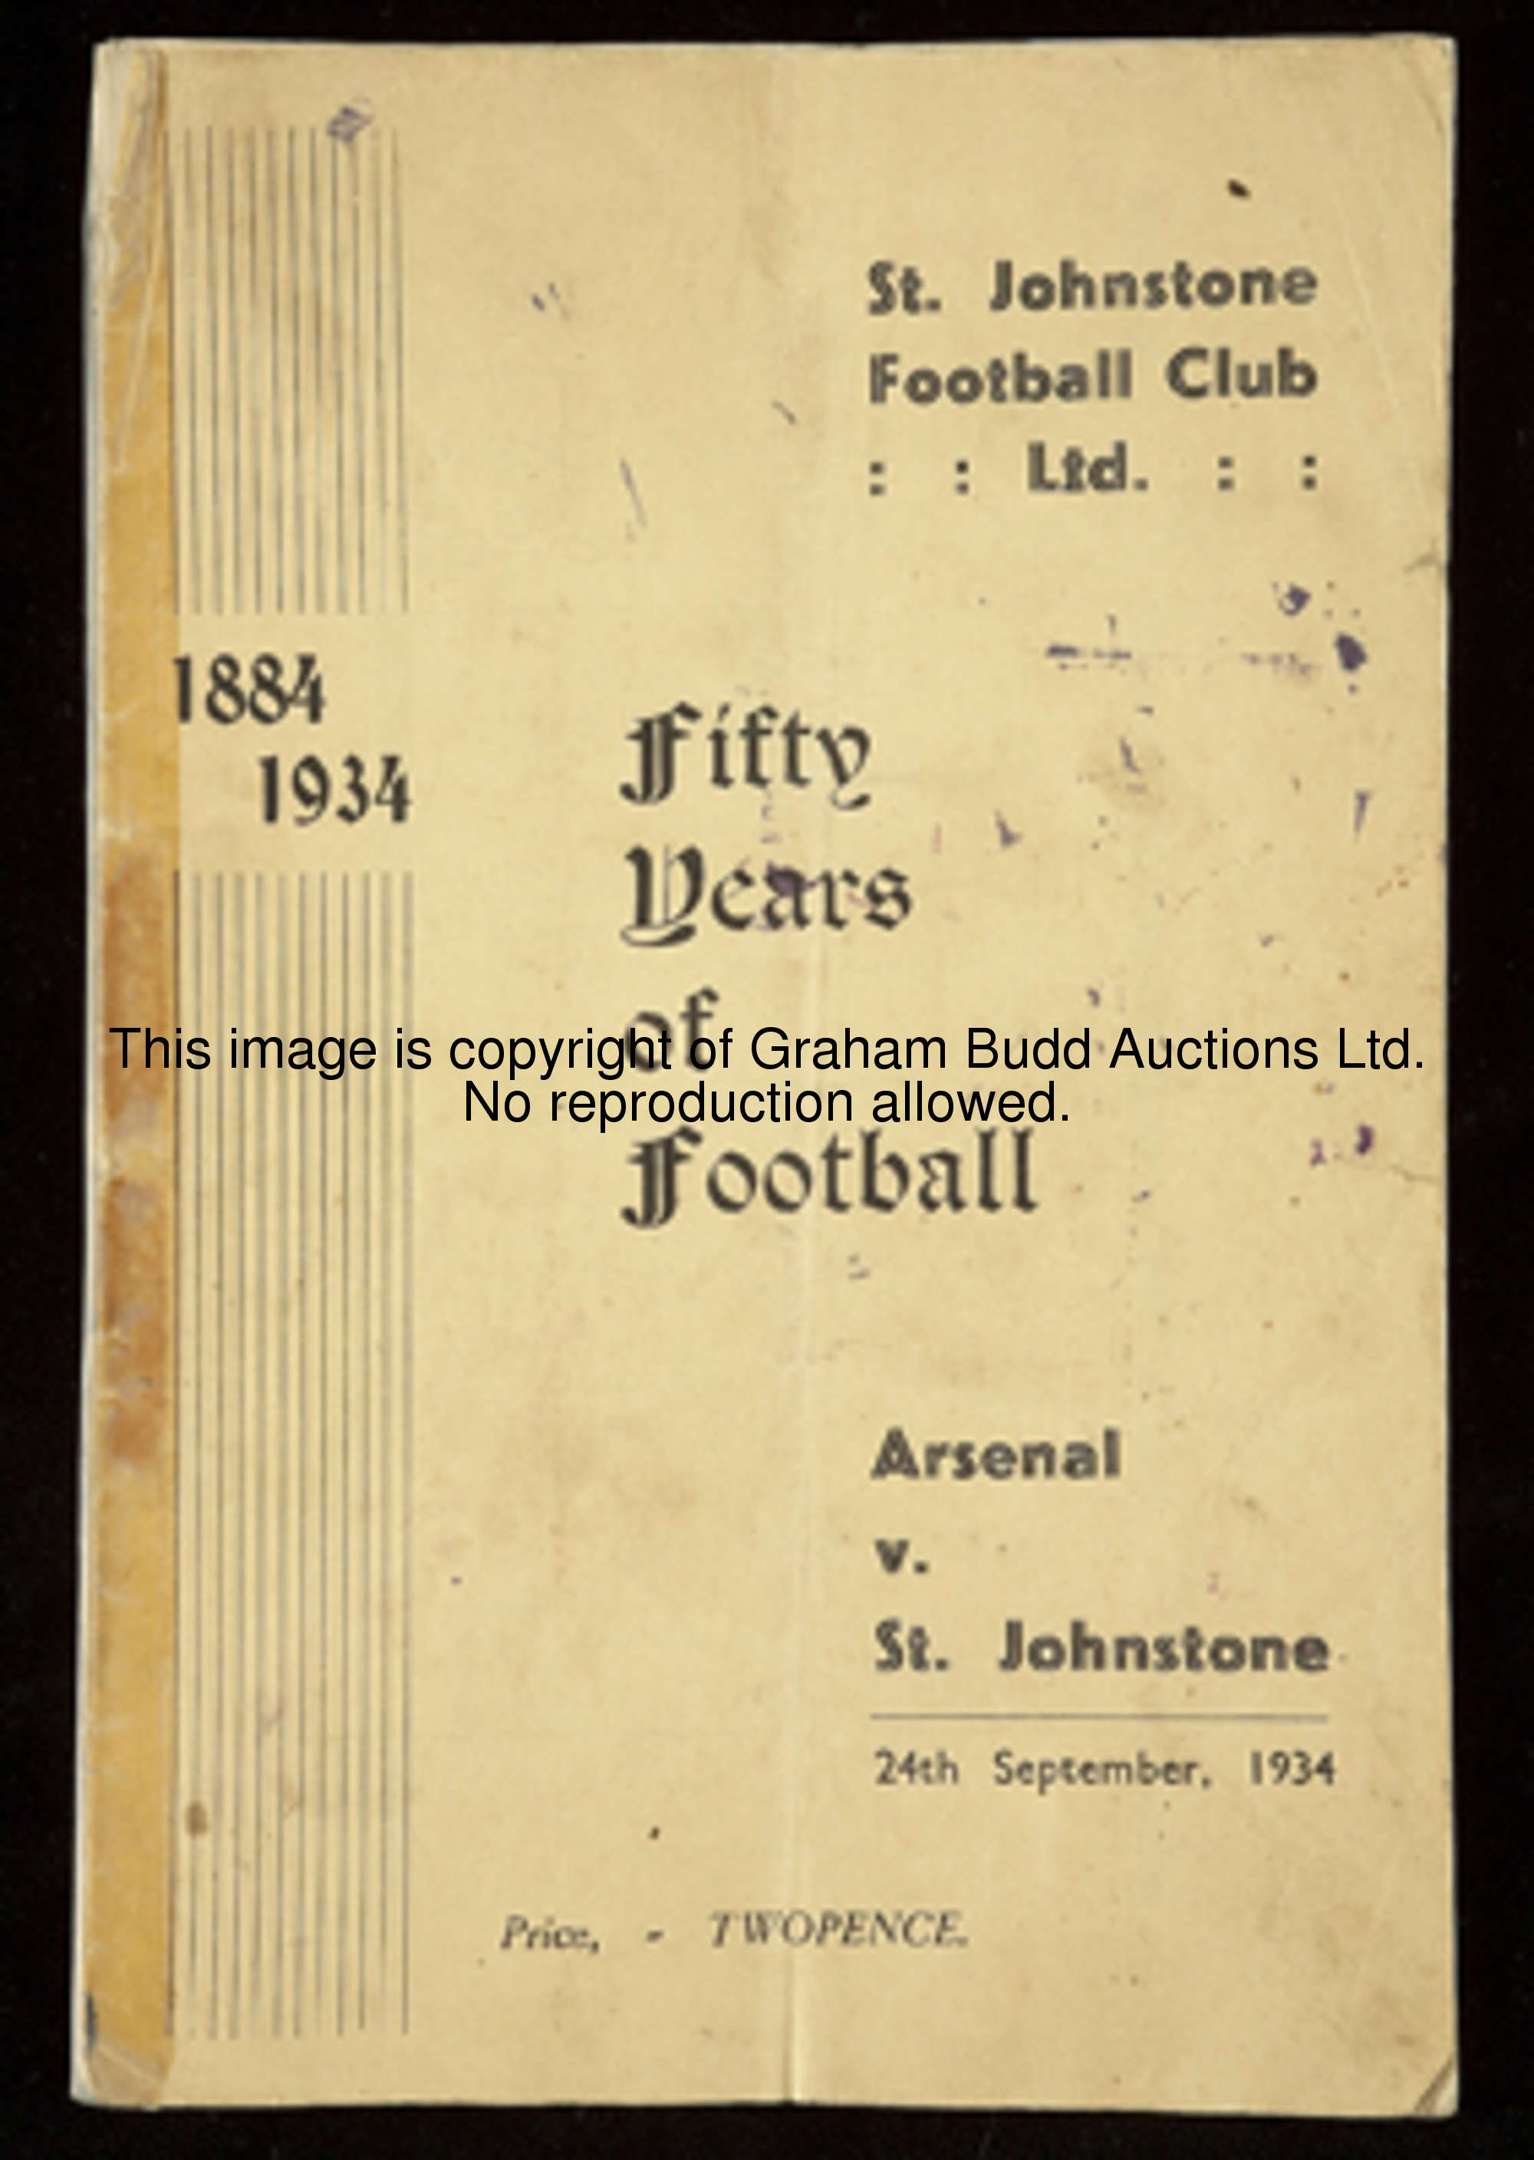 St. Johnstone
Football Club
: : Ltd. : :
1884
1934
Fifty
Years
of
Football
This image is copyright of Graham Budd Auctions Ltd.
No reproduction allowed.
Arsenal
v.
St. Johnstone
24th September, 1934
Price, - TWOPENCE.